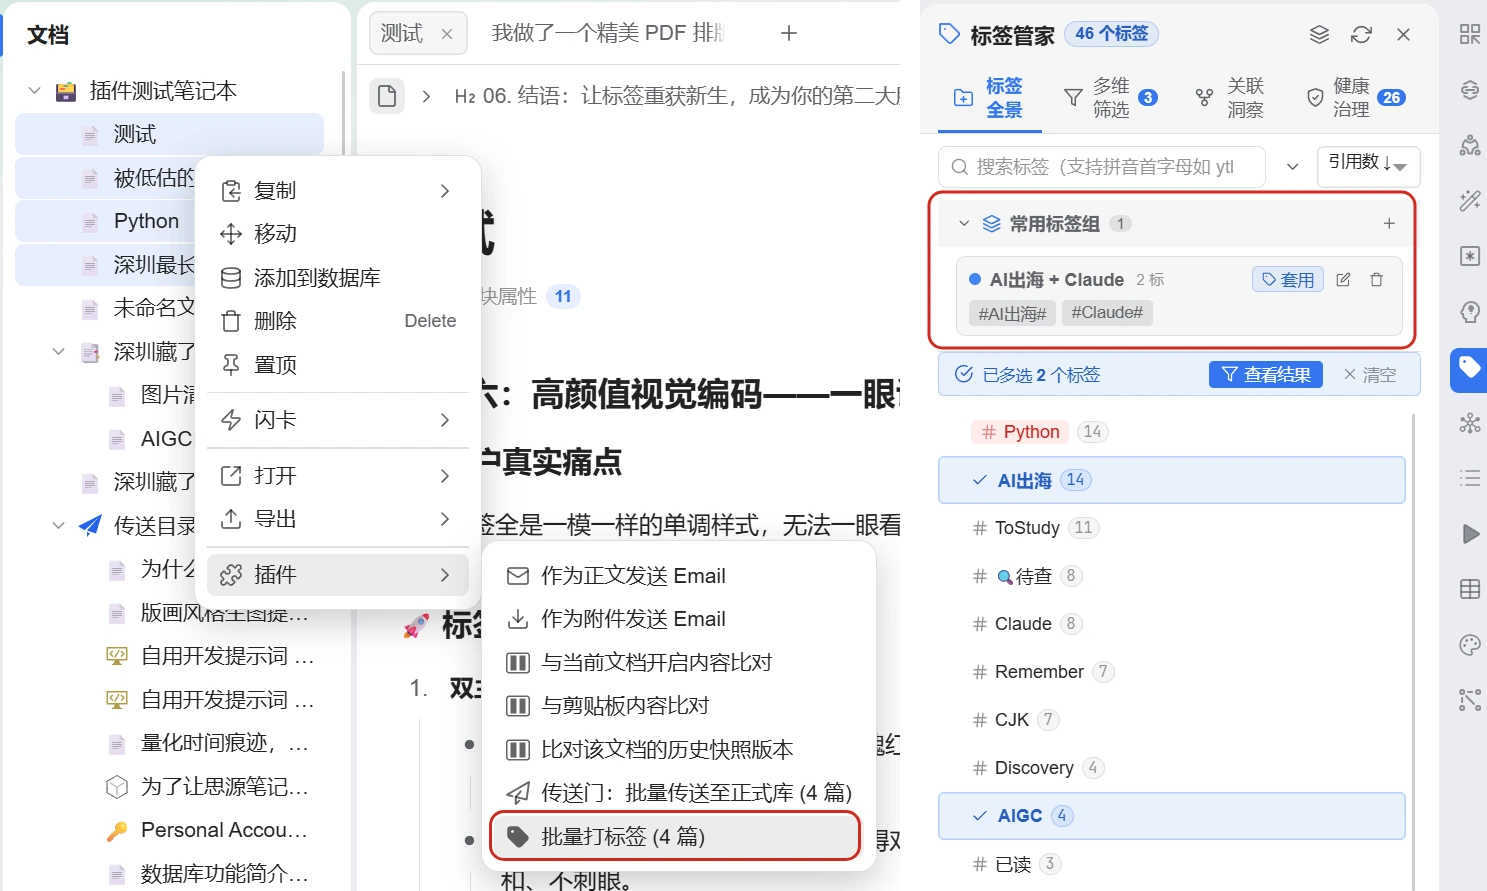 文档
插件测试笔记本
测试
被低估的
Python
深圳最长
未命名文
深圳藏了
图片清
AIGC
深圳藏了
传送目录
为什么
版画风格生图提...
自用开发提示词 ...
自用开发提示词 ...
量化时间痕迹，...
为了让思源笔记...
Personal Accou...
数据库功能简介...
复制
移动
添加到数据库
删除 Delete
置顶
闪卡
打开
导出
插件
测试
我做了一个精美 PDF 排版
H2 06. 结语：让标签重获新生，成为你的第二大脑
块属性 11
六：高颜值视觉编码——一眼
户真实痛点
签全是一模一样的单调样式，无法一眼看
🚀 标签
1. 双主
和、不刺眼。
作为正文发送 Email
作为附件发送 Email
与当前文档开启内容比对
与剪贴板内容比对
比对该文档的历史快照版本
传送门：批量传送至正式库 (4 篇)
批量打标签 (4 篇)
标签管家 46 个标签
标签全景
多维筛选 3
关联洞察
健康治理 26
搜索标签（支持拼音首字母如 ytl
引用数↓
常用标签组 1
AI出海 + Claude 2 标 套用
#AI出海# #Claude#
已多选 2 个标签 查看结果 × 清空
# Python 14
AI出海 14
# ToStudy 11
# 🔍待查 8
# Claude 8
# Remember 7
# CJK 7
# Discovery 4
AIGC 4
# 已读 3